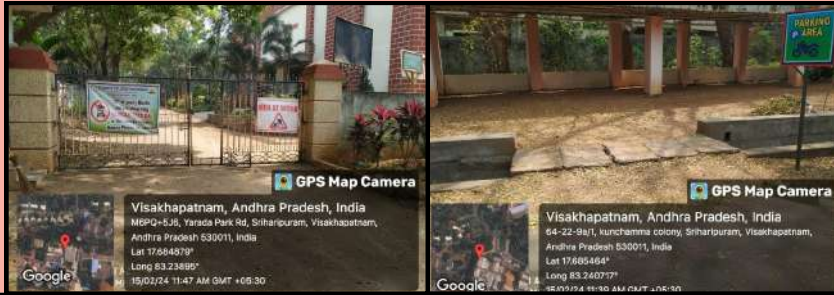 MEN AT WORK
GPS Map Camera
Visakhapatnam, Andhra Pradesh, India
M6PQ+5J6, Yarada Park Rd, Sriharipuram, Visakhapatnam,
Andhra Pradesh 530011, India
Lat 17.684879°
Long 83.23895°
15/02/24 11:47 AM GMT +05:30
Google
PARKING
P AREA
GPS Map Camera
Visakhapatnam, Andhra Pradesh, India
64-22-9a/1, kunchamma colony, Sriharipuram, Visakhapatnam,
Andhra Pradesh 530011, India
Lat 17.685464°
Long 83.240717°
15/02/24 11:39 AM GMT +05:30
Google